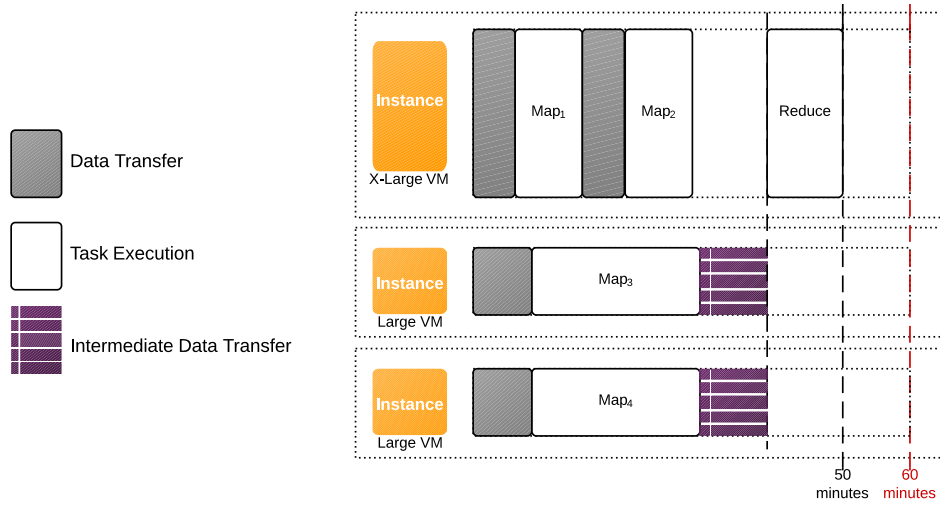 Data Transfer
Task Execution
Intermediate Data Transfer
Instance
X-Large VM
Map₁
Map₂
Reduce
Instance
Large VM
Map₃
Instance
Large VM
Map₄
50
minutes
60
minutes